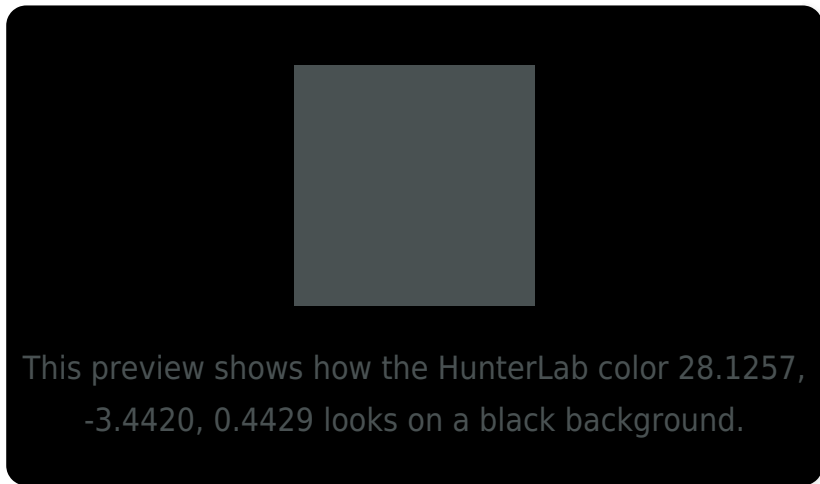 This preview shows how the HunterLab color 28.1257,
-3.4420, 0.4429 looks on a black background.